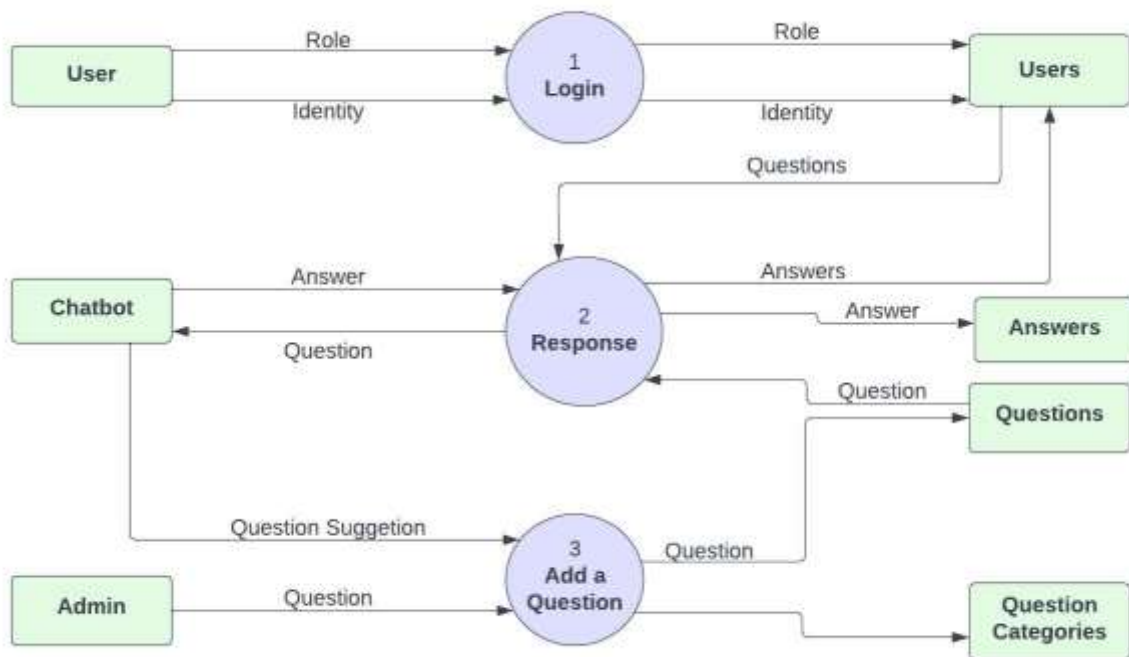 Role
Role
User
1
Login
Users
Identity
Identity
Questions
Answer
Answers
Chatbot
2
Response
Answer
Answers
Question
Question
Questions
Question Suggetion
3
Add a
Question
Question
Admin
Question
Question
Categories